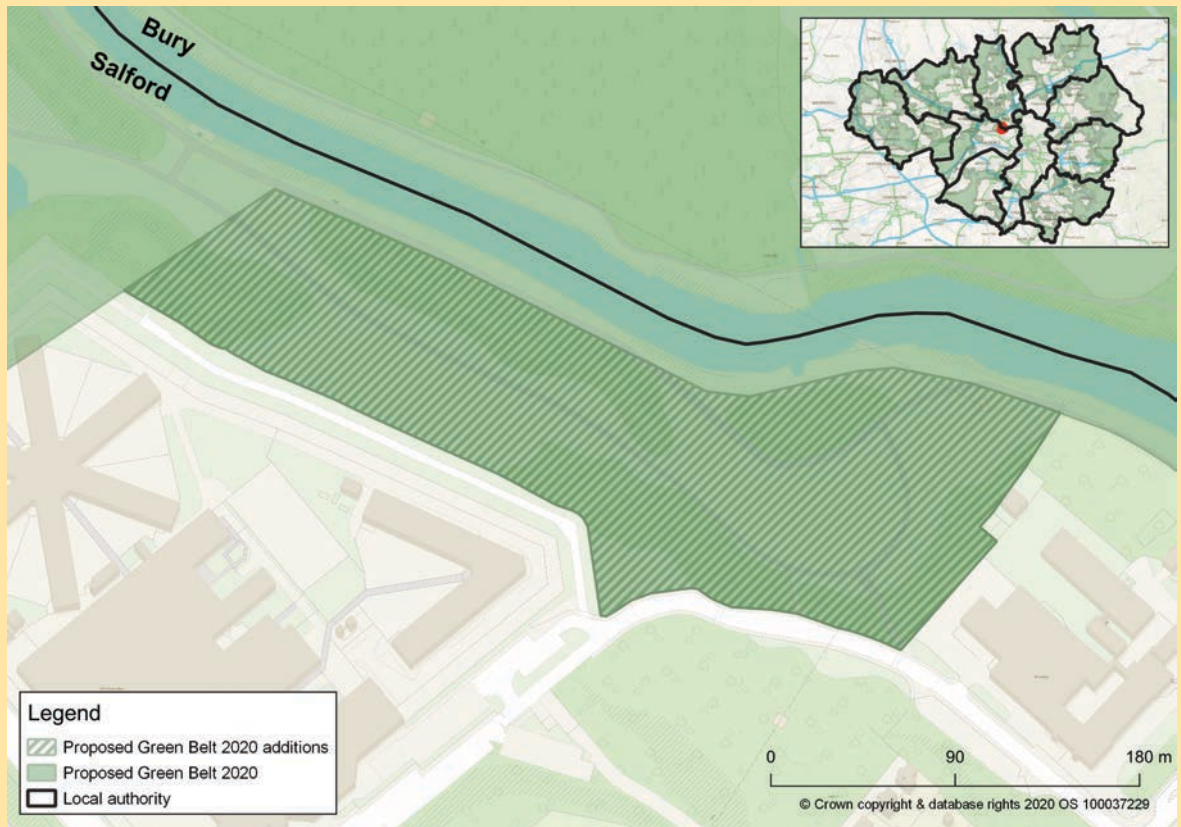 Bury
Salford
Legend
Proposed Green Belt 2020 additions
Proposed Green Belt 2020
Local authority
0 90 180 m
© Crown copyright & database rights 2020 OS 100037229